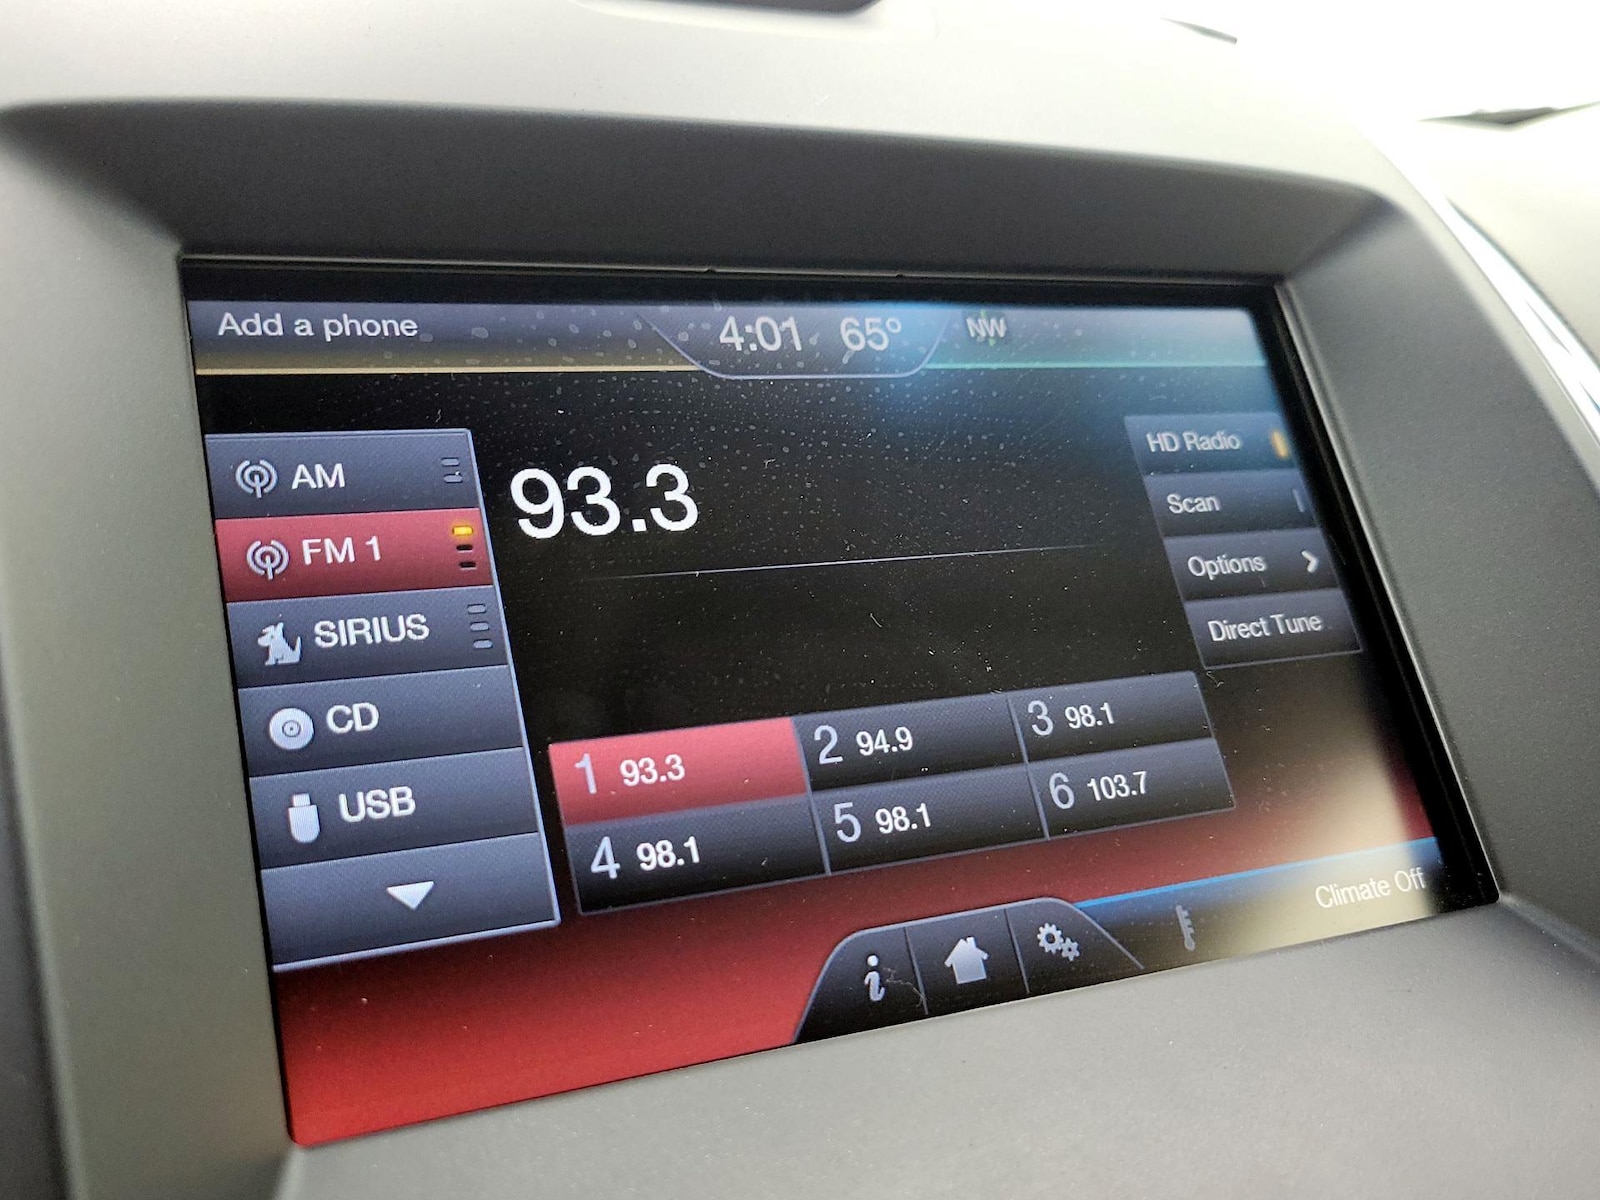 Add a phone
4:01 65° NW
AM
FM 1
SIRIUS
CD
USB
93.3
HD Radio
Scan
Options
Direct Tune
1 93.3
2 94.9
3 98.1
4 98.1
5 98.1
6 103.7
i
Climate Off